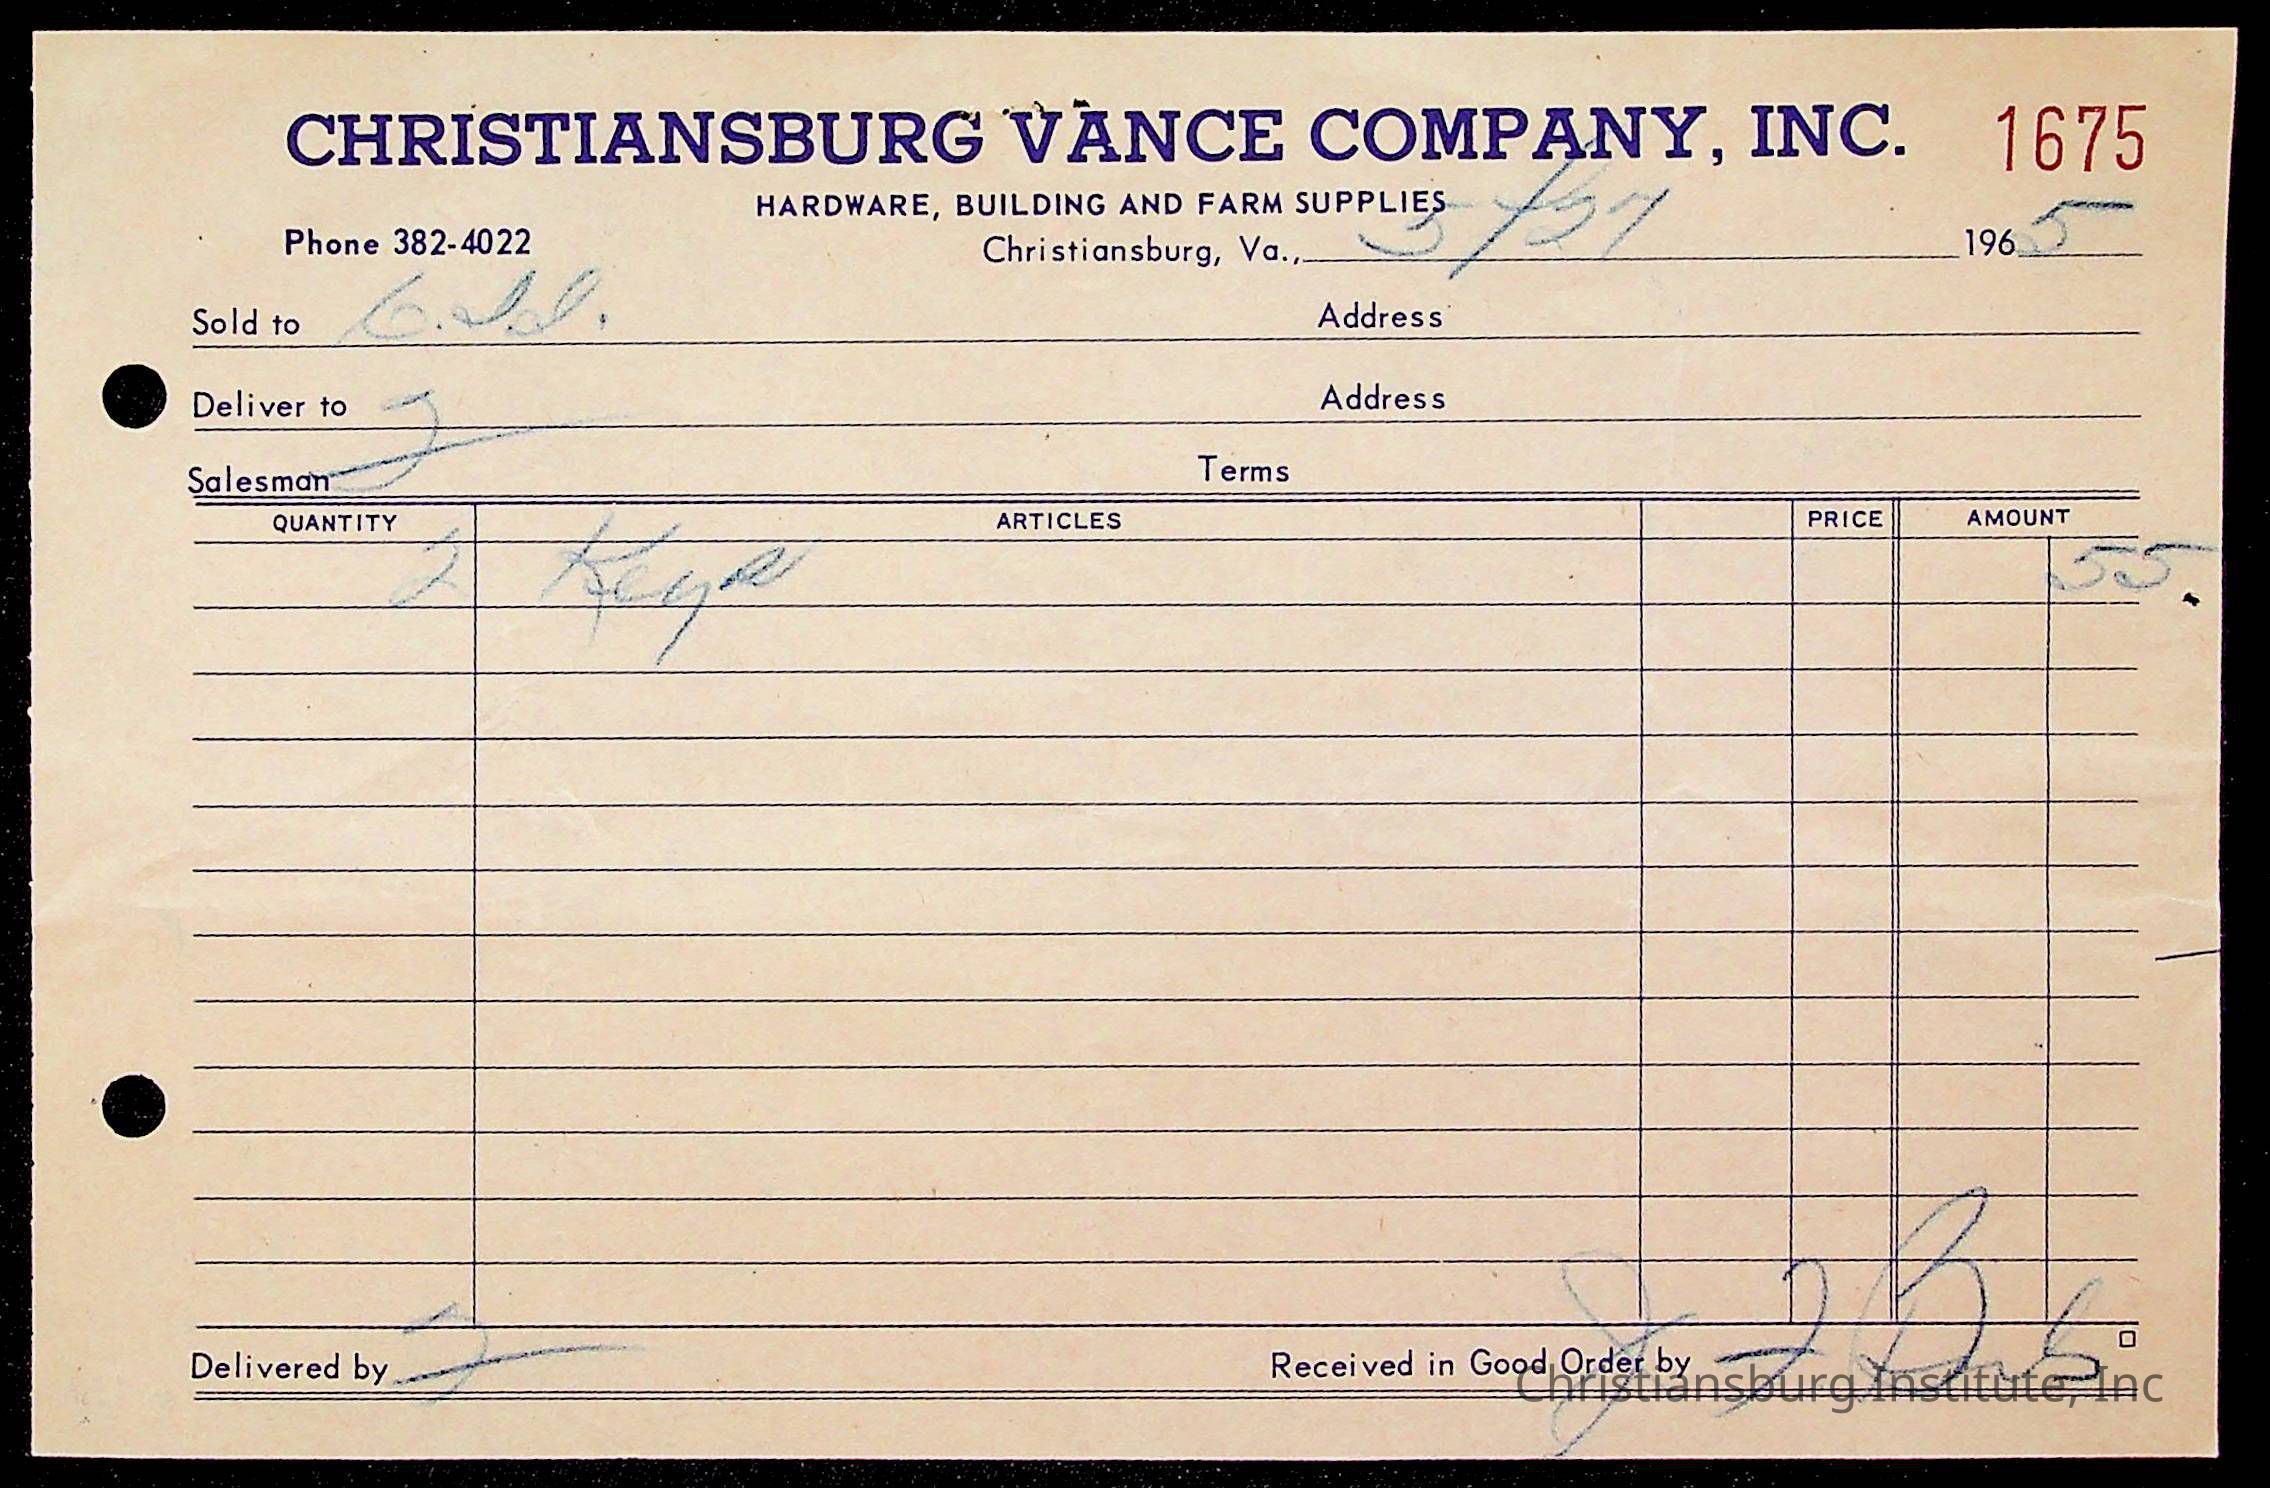 CHRISTIANSBURG VANCE COMPANY, INC. 1675
HARDWARE, BUILDING AND FARM SUPPLIES
Phone 382-4022 Christiansburg, Va., 5/27 1965
Sold to C. I. I. Address
Deliver to Address
Salesman Terms
QUANTITY ARTICLES PRICE AMOUNT
2 Keys 55
Delivered by Received in Good Order by
Christiansburg Institute, Inc